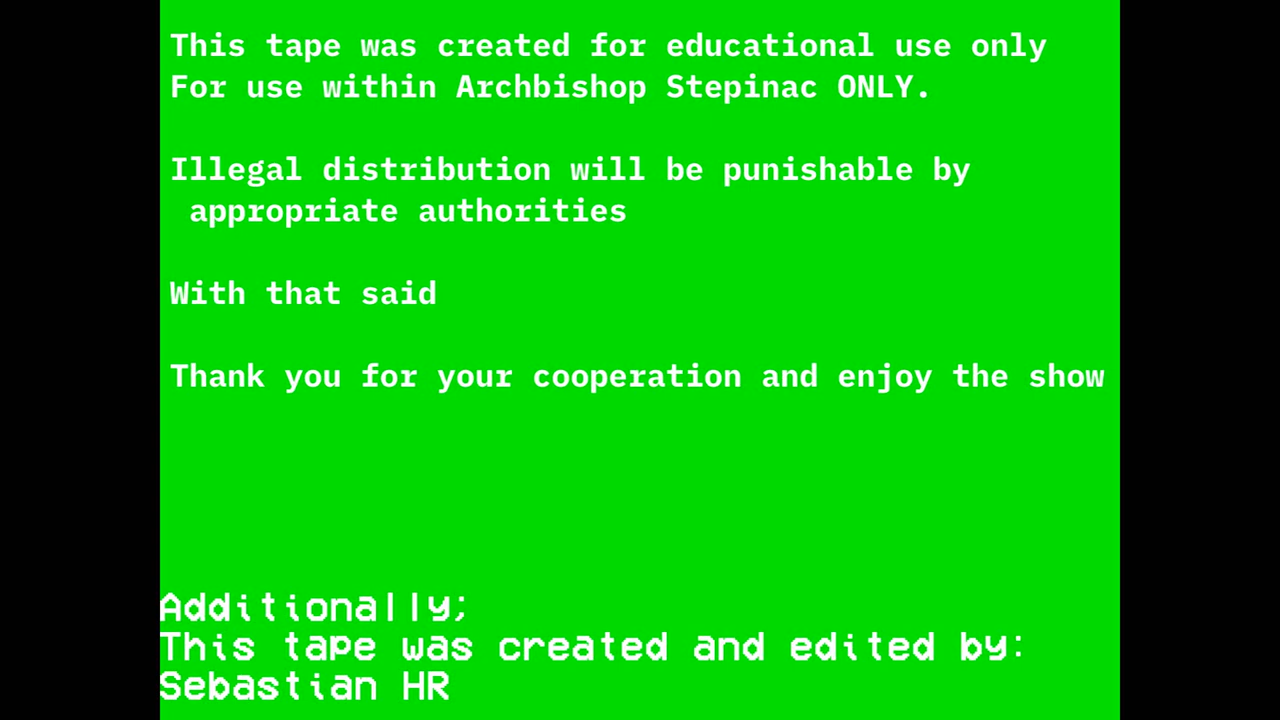 This tape was created for educational use only
For use within Archbishop Stepinac ONLY.
Illegal distribution will be punishable by
appropriate authorities
With that said
Thank you for your cooperation and enjoy the show
Additionally;
This tape was created and edited by:
Sebastian HR